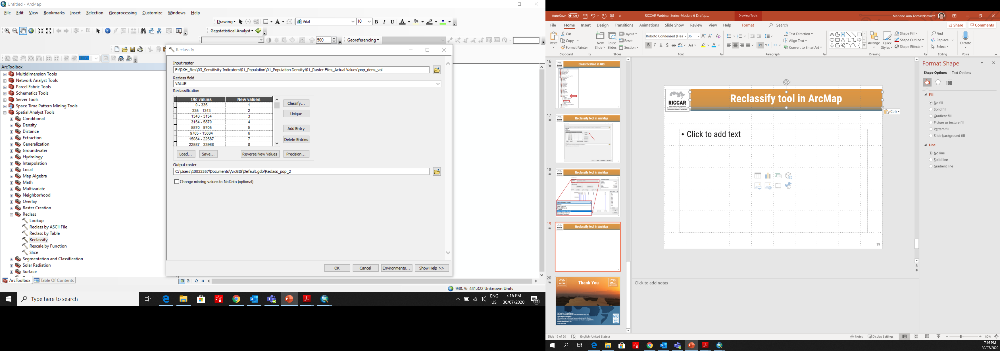 Untitled - ArcMap
File Edit View Bookmarks Insert Selection Geoprocessing Customize Windows Help
Drawing Arial 10 B I U A
Geostatistical Analyst
500 Georeferencing
ArcToolbox
Multidimension Tools
Network Analyst Tools
Parcel Fabric Tools
Schematics Tools
Server Tools
Space Time Pattern Mining Tools
Spatial Analyst Tools
Conditional
Density
Distance
Extraction
Generalization
Groundwater
Hydrology
Interpolation
Local
Map Algebra
Math
Multivariate
Neighborhood
Overlay
Raster Creation
Reclass
Lookup
Reclass by ASCII File
Reclass by Table
Reclassify
Rescale by Function
Slice
Segmentation and Classification
Solar Radiation
Surface
ArcToolbox Table Of Contents
Reclassify
Input raster
F:\RKH_files\03_Sensitivity Indicators\01_Population\01_Population Density\01_Raster Files_Actual Values\pop_dens_val
Reclass field
VALUE
Reclassification
Old values New values
0 - 335 1
335 - 1343 2
1343 - 3154 3
3154 - 5870 4
5870 - 9705 5
9705 - 15084 6
15084 - 22587 7
22587 - 33968 8
Classify...
Unique
Add Entry
Delete Entries
Load... Save... Reverse New Values Precision...
Output raster
C:\Users\10022557\Documents\ArcGIS\Default.gdb\Reclass_pop_2
Change missing values to NoData (optional)
OK Cancel Environments... Show Help >>
948.76 441.322 Unknown Units
Type here to search
ENG
US
7:16 PM
30/07/2020
21
AutoSave Off RICCAR Webinar Series-Module 6 Draft.p... Drawing Tools Marlene Ann Tomaszkiewicz
File Home Insert Design Transitions Animations Slide Show Review View Help Format Search Share Comments
Paste
Cut
Copy
Format Painter
Clipboard
New Slide
Reuse Slides
Layout
Reset
Section
Slides
Roboto Condensed (Hea 36
B I U S ab AV Aa
Font
Text Direction
Align Text
Convert to SmartArt
Paragraph
Arrange
Quick Styles
Shape Fill
Shape Outline
Shape Effects
Drawing
Find
Replace
Select
Editing
Dictate
Voice
16
Classification in GIS
17
Reclassify tool in ArcMap
18
Reclassify tool in ArcMap
19
Reclassify tool in ArcMap
20
Thank You
RICCAR
Reclassify tool in ArcMap
(Ctrl)
• Click to add text
19
Click to add notes
Format Shape
Shape Options Text Options
Fill
No fill
Solid fill
Gradient fill
Picture or texture fill
Pattern fill
Slide background fill
Line
No line
Solid line
Gradient line
Slide 19 of 20 English (United States) Notes Display Settings 80%
7:16 PM
30/07/2020